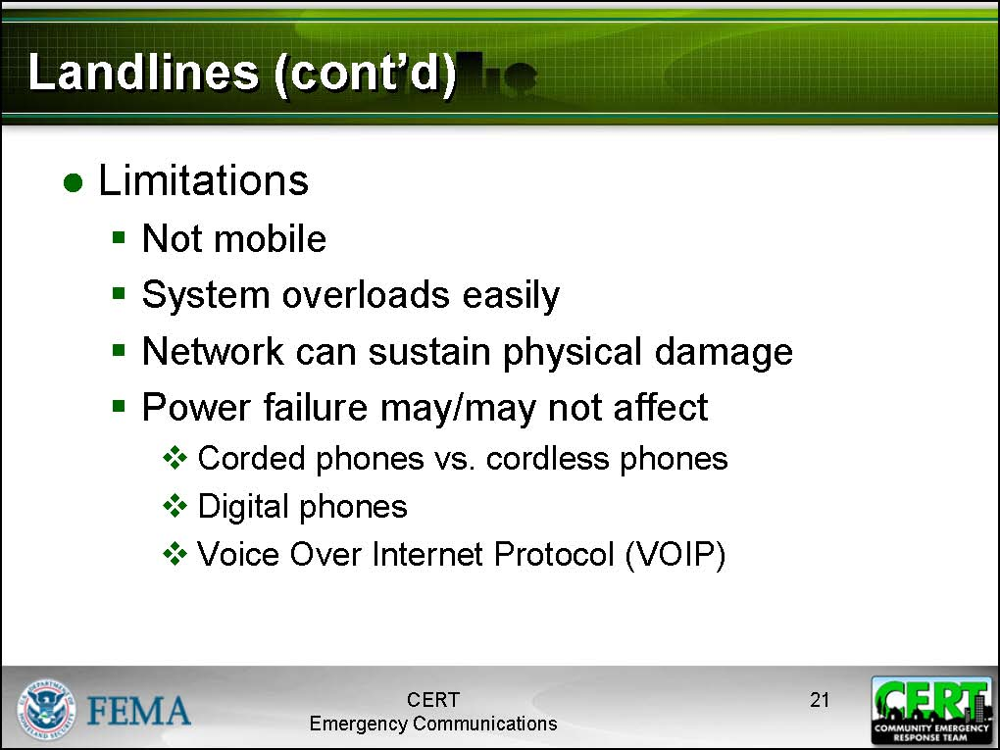 Landlines (cont’d)
Limitations
Not mobile
System overloads easily
Network can sustain physical damage
Power failure may/may not affect
Corded phones vs. cordless phones
Digital phones
Voice Over Internet Protocol (VOIP)
U.S. DEPARTMENT OF
HOMELAND SECURITY
FEMA
CERT
Emergency Communications
21
CERT
COMMUNITY EMERGENCY
RESPONSE TEAM